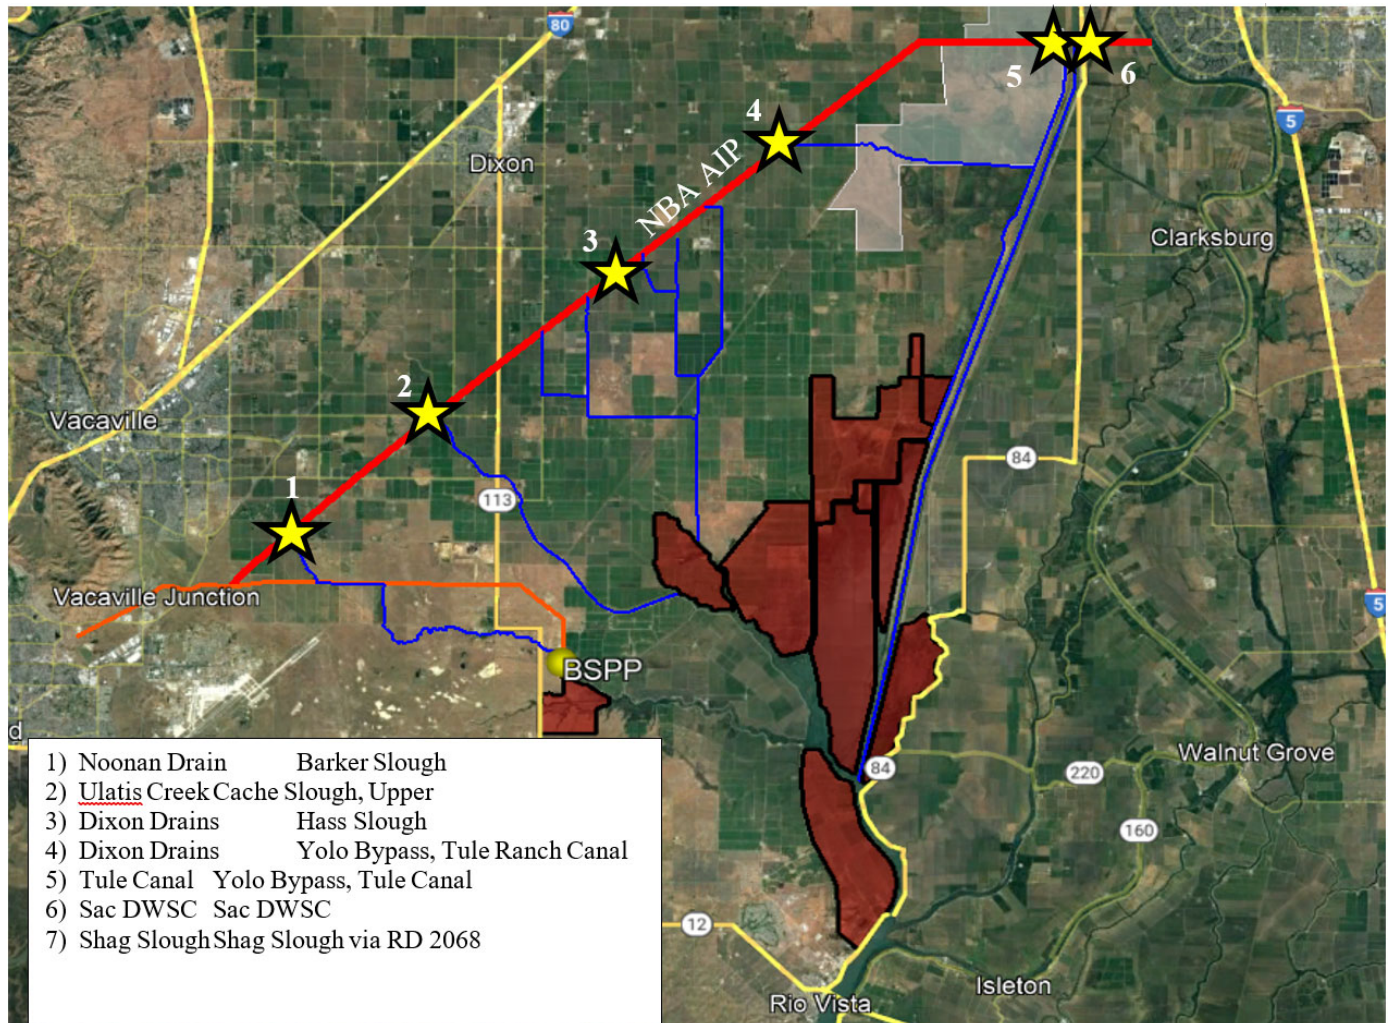 80
5
6
4
5
Dixon
NBA AIP
3
Clarksburg
2
Vacaville
84
1
113
Vacaville Junction
5
BSPP
d
84
Walnut Grove
220
160
12
Isleton
Rio Vista
1) Noonan Drain Barker Slough
2) Ulatis Creek Cache Slough, Upper
3) Dixon Drains Hass Slough
4) Dixon Drains Yolo Bypass, Tule Ranch Canal
5) Tule Canal Yolo Bypass, Tule Canal
6) Sac DWSC Sac DWSC
7) Shag Slough Shag Slough via RD 2068